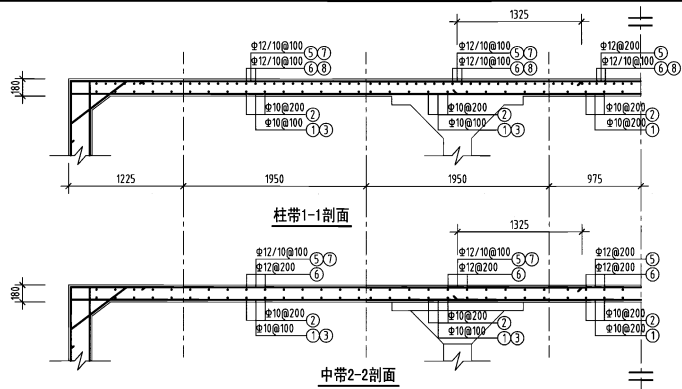 1325
Φ12/10@100 ⑤⑦ Φ12/10@100 ⑤⑦ Φ12@200 ⑤
Φ12/10@100 ⑥⑧ Φ12/10@100 ⑥⑧ Φ12/10@100 ⑥⑧
180
Φ10@200 ② Φ10@200 ② Φ10@200 ②
Φ10@100 ①③ Φ10@100 ①③ Φ10@200 ①
1225 1950 1950 975
柱带1-1剖面
1325
Φ12/10@100 ⑤⑦ Φ12/10@100 ⑤⑦ Φ12@200 ⑤
Φ12@200 ⑥ Φ12@200 ⑥ Φ12@200 ⑥
180
Φ10@200 ② Φ10@200 ② Φ10@200 ②
Φ10@100 ①③ Φ10@100 ①③ Φ10@200 ①
中带2-2剖面